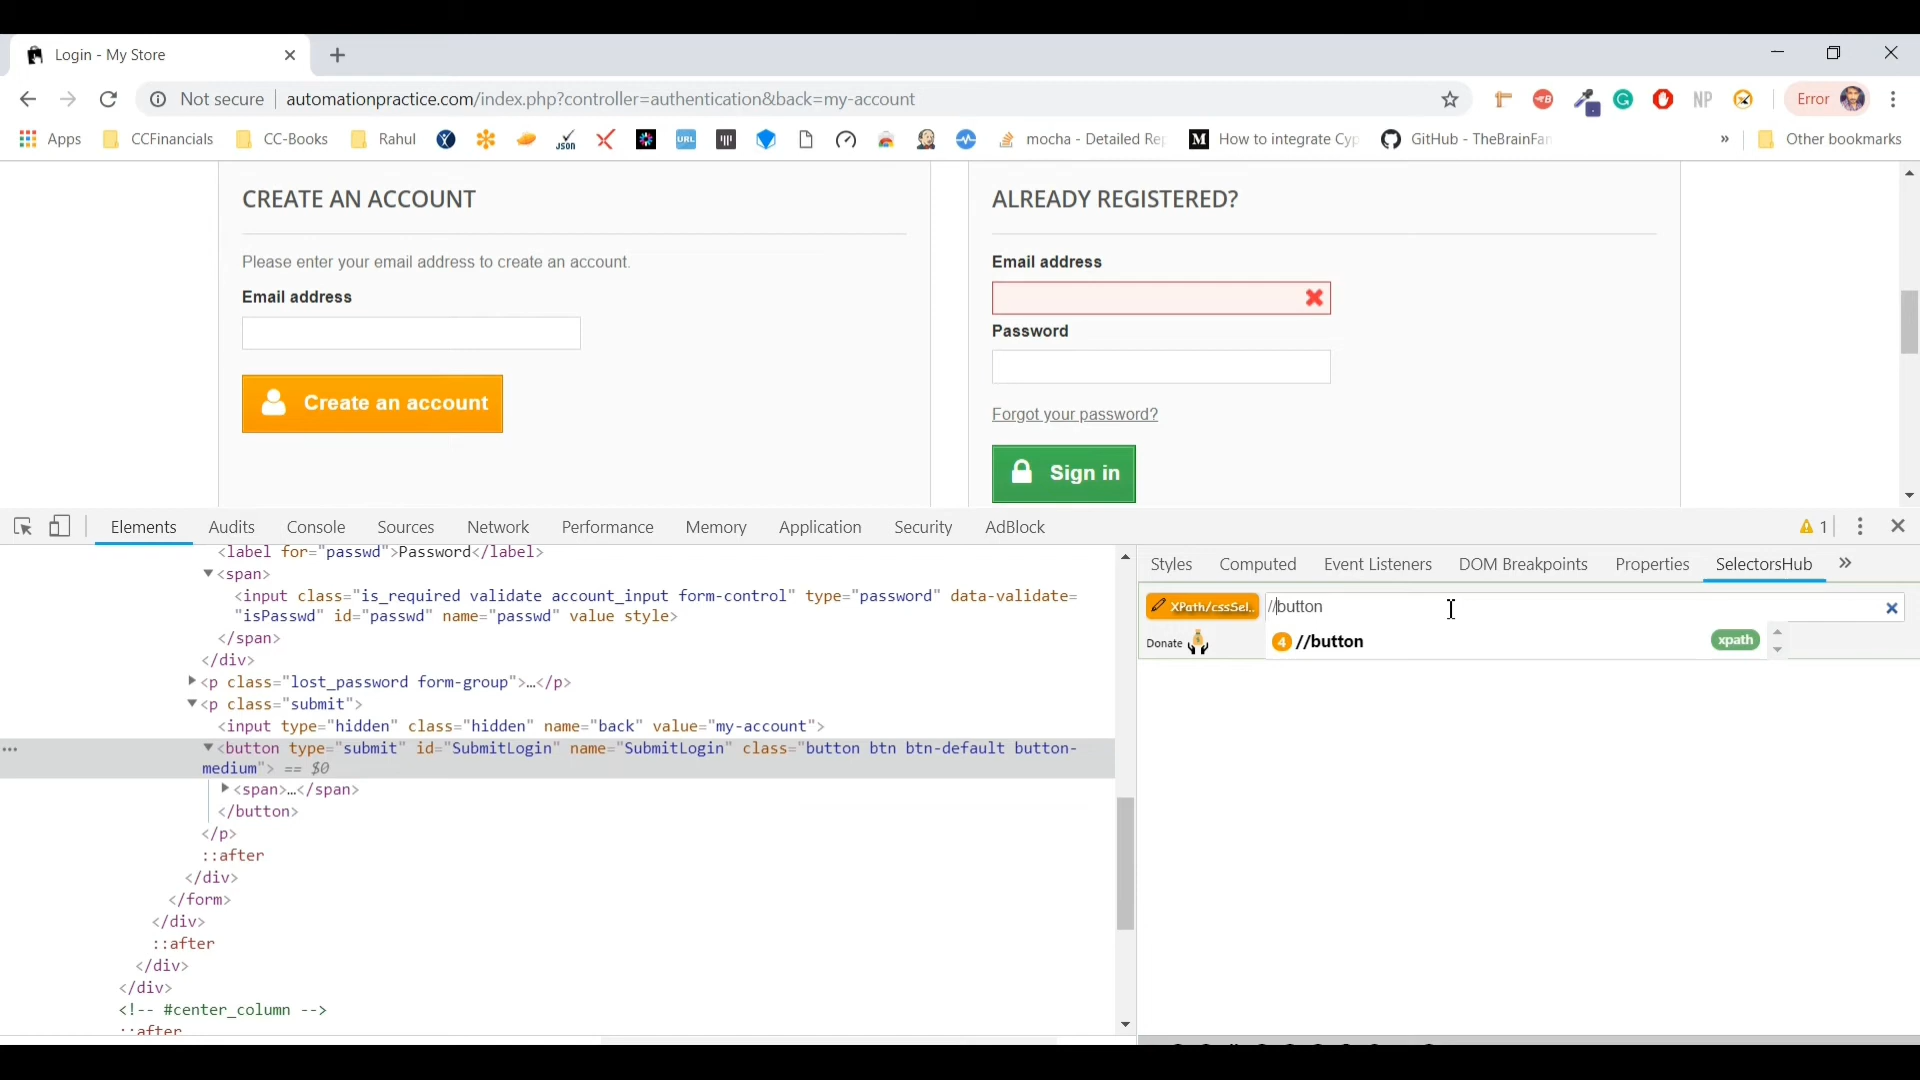 Login - My Store
Not secure
automationpractice.com/index.php?controller=authentication&back=my-account
NP
Error
Apps
CCFinancials
CC-Books
Rahul
JSON
URL
mocha - Detailed Rep
How to integrate Cyp
GitHub - TheBrainFan
»
Other bookmarks
CREATE AN ACCOUNT
Please enter your email address to create an account.
Email address
Create an account
ALREADY REGISTERED?
Email address
Password
Forgot your password?
Sign in
Elements
Audits
Console
Sources
Network
Performance
Memory
Application
Security
AdBlock
1
<label for="passwd">Password</label>
<span>
<input class="is_required validate account_input form-control" type="password" data-validate=
"isPasswd" id="passwd" name="passwd" value style>
</span>
</div>
<p class="lost_password form-group">…</p>
<p class="submit">
<input type="hidden" class="hidden" name="back" value="my-account">
<button type="submit" id="SubmitLogin" name="SubmitLogin" class="button btn btn-default button-
medium"> == $0
<span>…</span>
</button>
</p>
::after
</div>
</form>
</div>
::after
</div>
</div>
<!-- #center_column -->
::after
Styles
Computed
Event Listeners
DOM Breakpoints
Properties
SelectorsHub
»
XPath/cssSel..
//button
Donate
4 //button
xpath